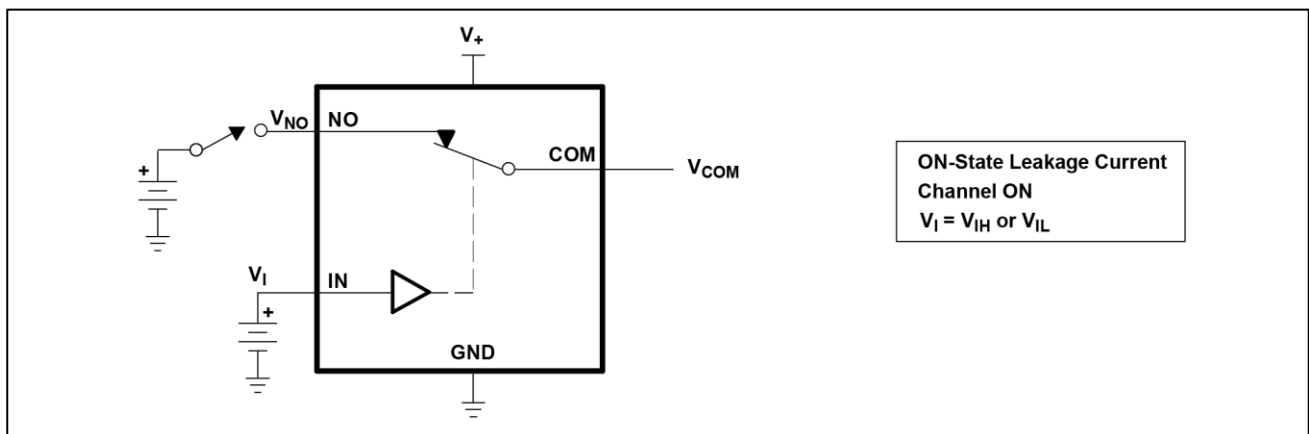 V+
+
VNO
NO
COM
VCOM
VI
IN
+
GND
ON-State Leakage Current
Channel ON
VI = VIH or VIL